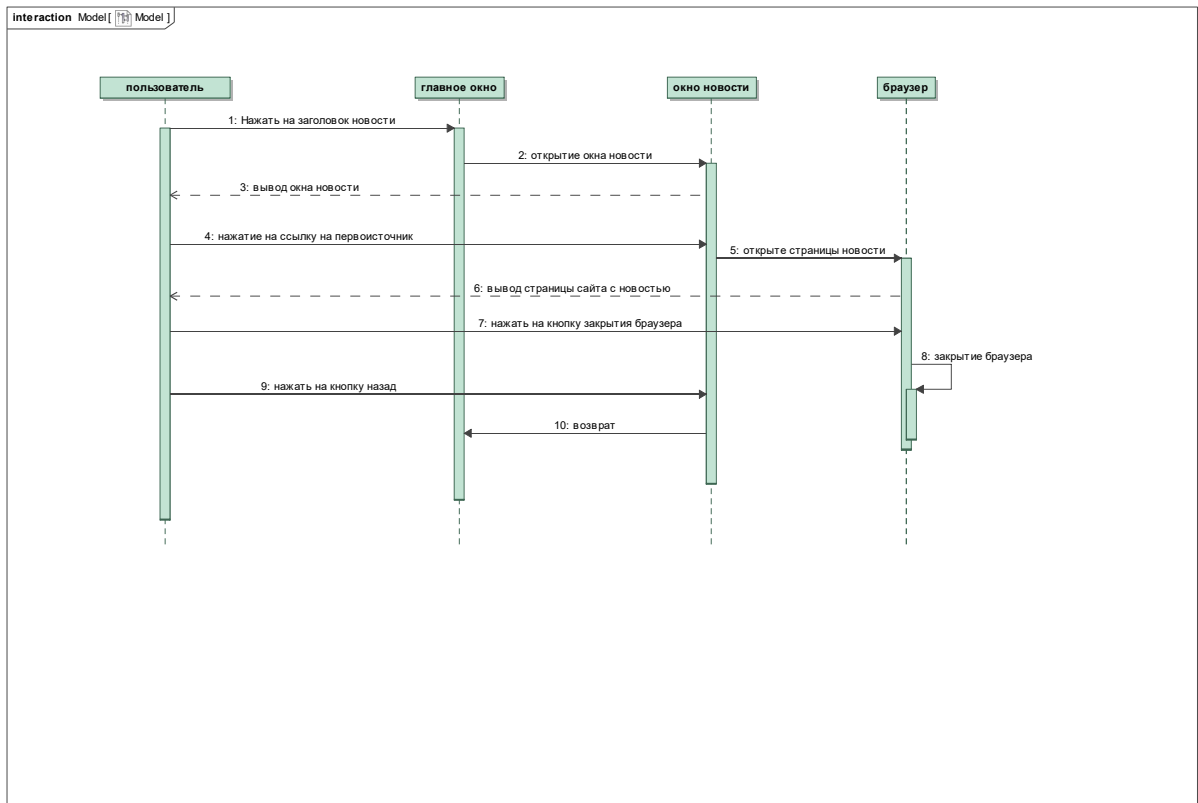 interaction Model[ Model ]
пользователь
главное окно
окно новости
браузер
1: Нажать на заголовок новости
2: открытие окна новости
3: вывод окна новости
4: нажатие на ссылку на первоисточник
5: открыте страницы новости
6: вывод страницы сайта с новостью
7: нажать на кнопку закрытия браузера
8: закрытие браузера
9: нажать на кнопку назад
10: возврат